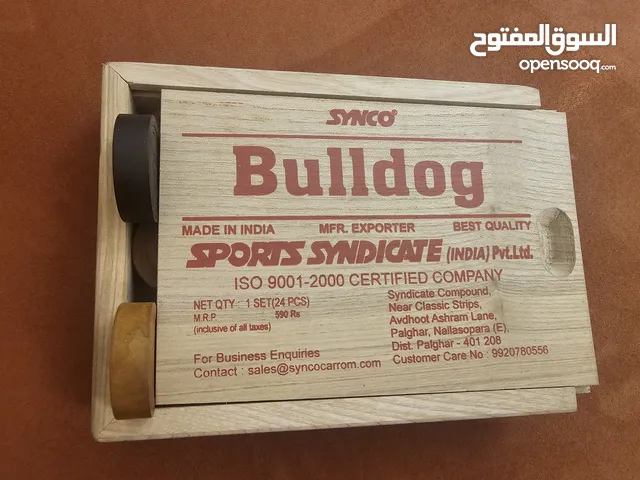 السوق المفتوح
opensooq.com
SYNCO®
Bulldog
MADE IN INDIA MFR. EXPORTER BEST QUALITY
SPORTS SYNDICATE (INDIA) Pvt.Ltd.
ISO 9001-2000 CERTIFIED COMPANY
NET QTY : 1 SET(24 PCS)
M.R.P 590 Rs
(inclusive of all taxes)
For Business Enquiries
Contact : sales@syncocarrom.com
Syndicate Compound,
Near Classic Strips,
Avdhoot Ashram Lane,
Palghar, Nallasopara (E).
Dist. Palghar - 401 208
Customer Care No : 9920780556